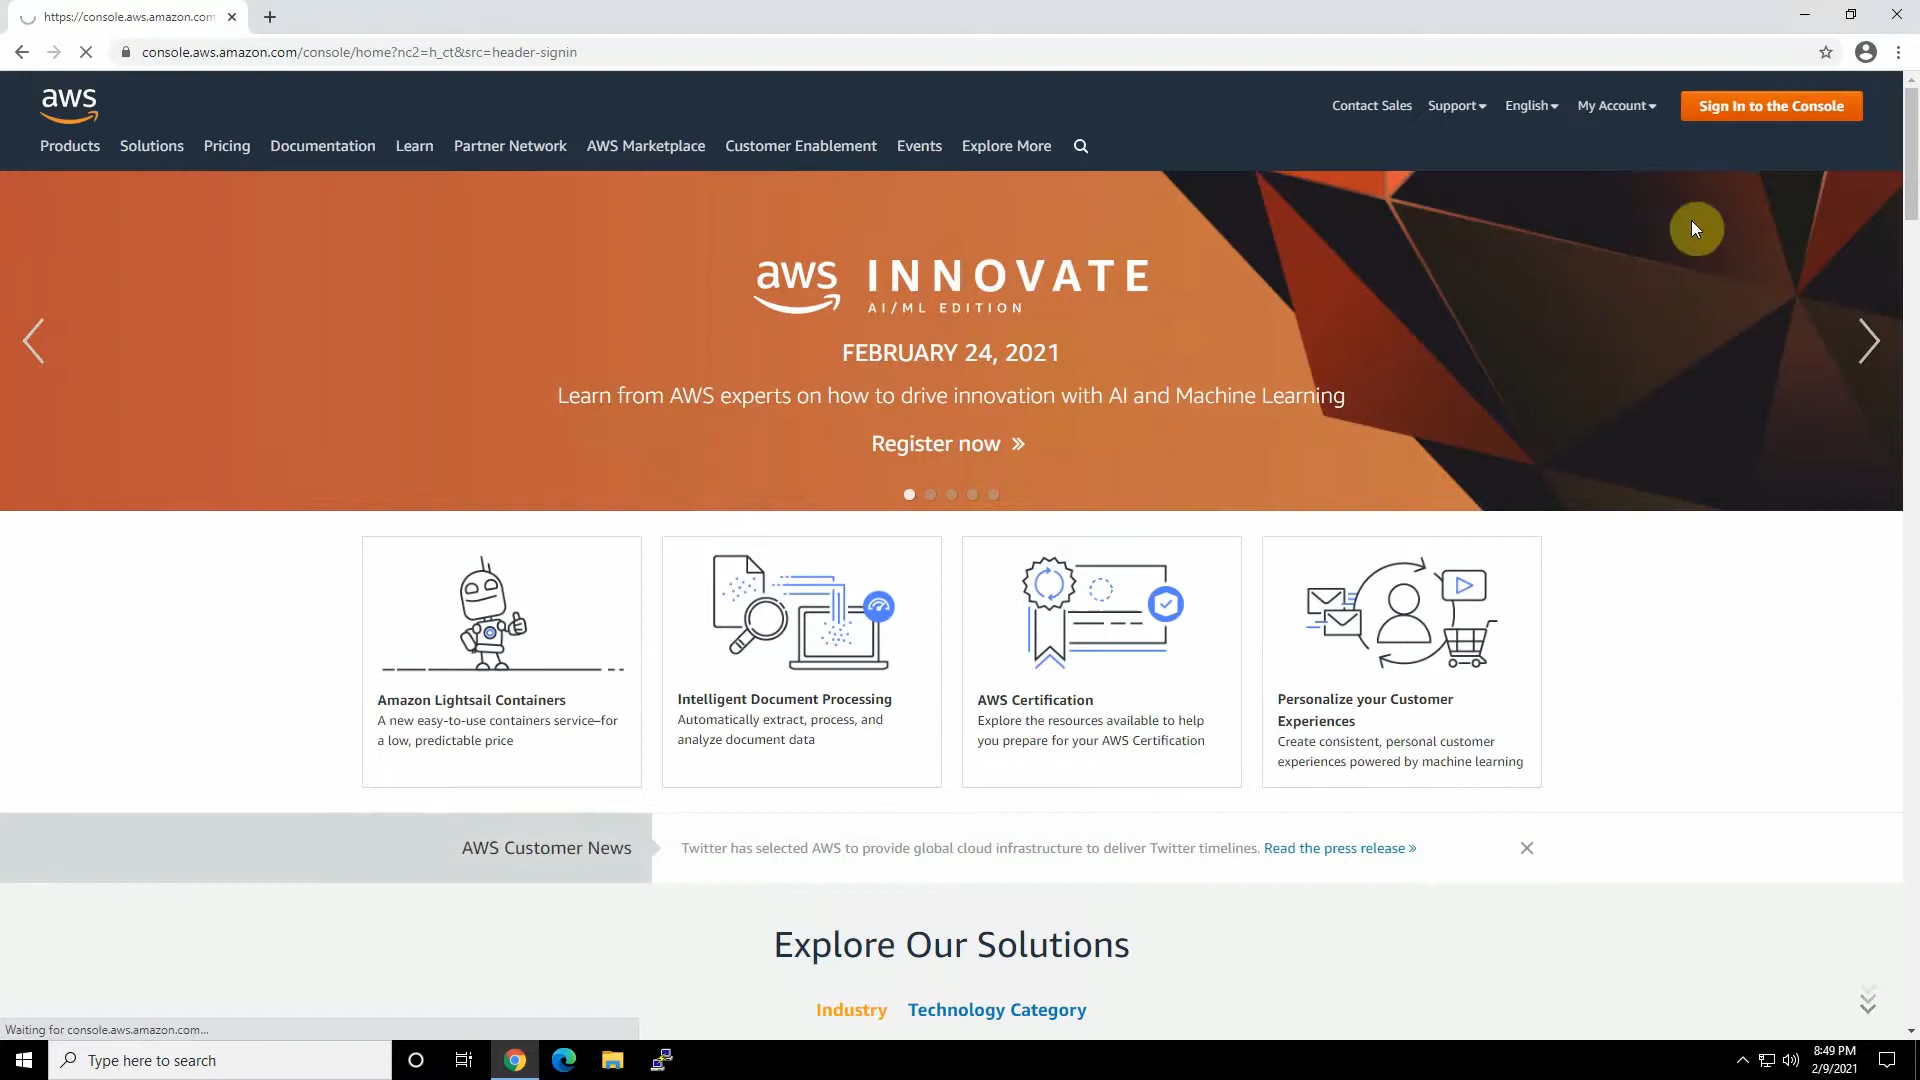 https://console.aws.amazon.com
console.aws.amazon.com/console/home?nc2=h_ct&src=header-signin
aws
Contact Sales Support English My Account Sign In to the Console
Products Solutions Pricing Documentation Learn Partner Network AWS Marketplace Customer Enablement Events Explore More
aws INNOVATE
AI/ML EDITION
FEBRUARY 24, 2021
Learn from AWS experts on how to drive innovation with AI and Machine Learning
Register now »
Amazon Lightsail Containers
A new easy-to-use containers service–for
a low, predictable price
Intelligent Document Processing
Automatically extract, process, and
analyze document data
AWS Certification
Explore the resources available to help
you prepare for your AWS Certification
Personalize your Customer
Experiences
Create consistent, personal customer
experiences powered by machine learning
AWS Customer News
Twitter has selected AWS to provide global cloud infrastructure to deliver Twitter timelines. Read the press release »
Explore Our Solutions
Industry Technology Category
Waiting for console.aws.amazon.com...
Type here to search
8:49 PM
2/9/2021